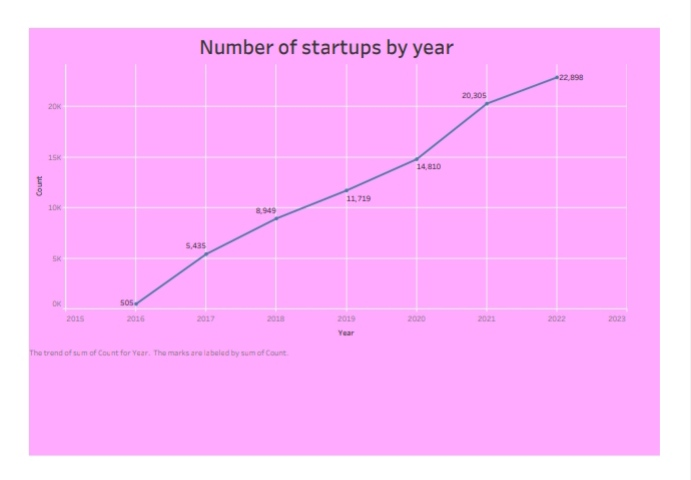 Number of startups by year
22,898
20,305
20K
15K
14,810
Count
11,719
10K
8,949
5,435
5K
505
0K
2015 2016 2017 2018 2019 2020 2021 2022 2023
Year
The trend of sum of Count for Year. The marks are labeled by sum of Count.